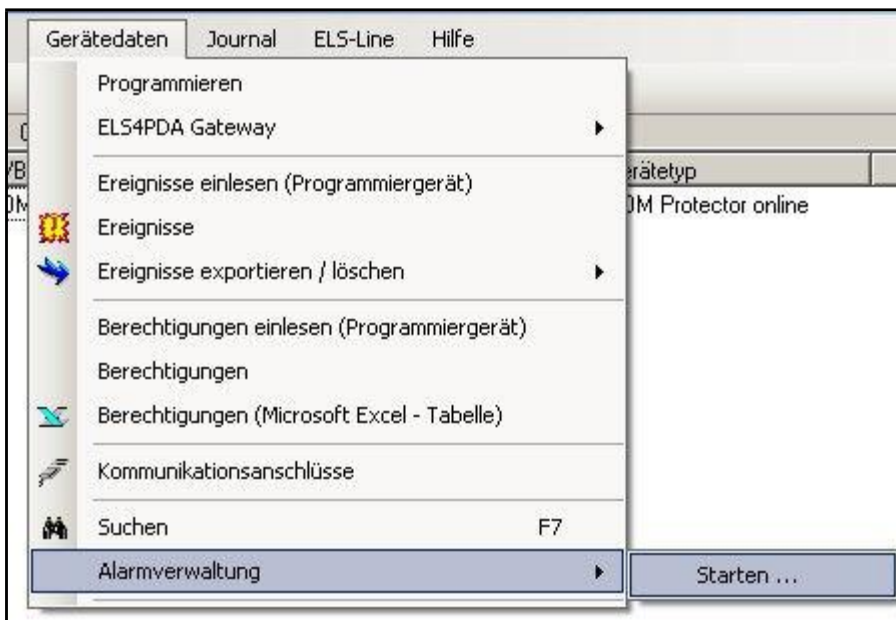 Gerätedaten Journal ELS-Line Hilfe
Programmieren
ELS4PDA Gateway
Ereignisse einlesen (Programmiergerät)
Ereignisse
Ereignisse exportieren / löschen
Berechtigungen einlesen (Programmiergerät)
Berechtigungen
Berechtigungen (Microsoft Excel - Tabelle)
Kommunikationsanschlüsse
Suchen F7
Alarmverwaltung
Starten ...
erätetyp
Protector online